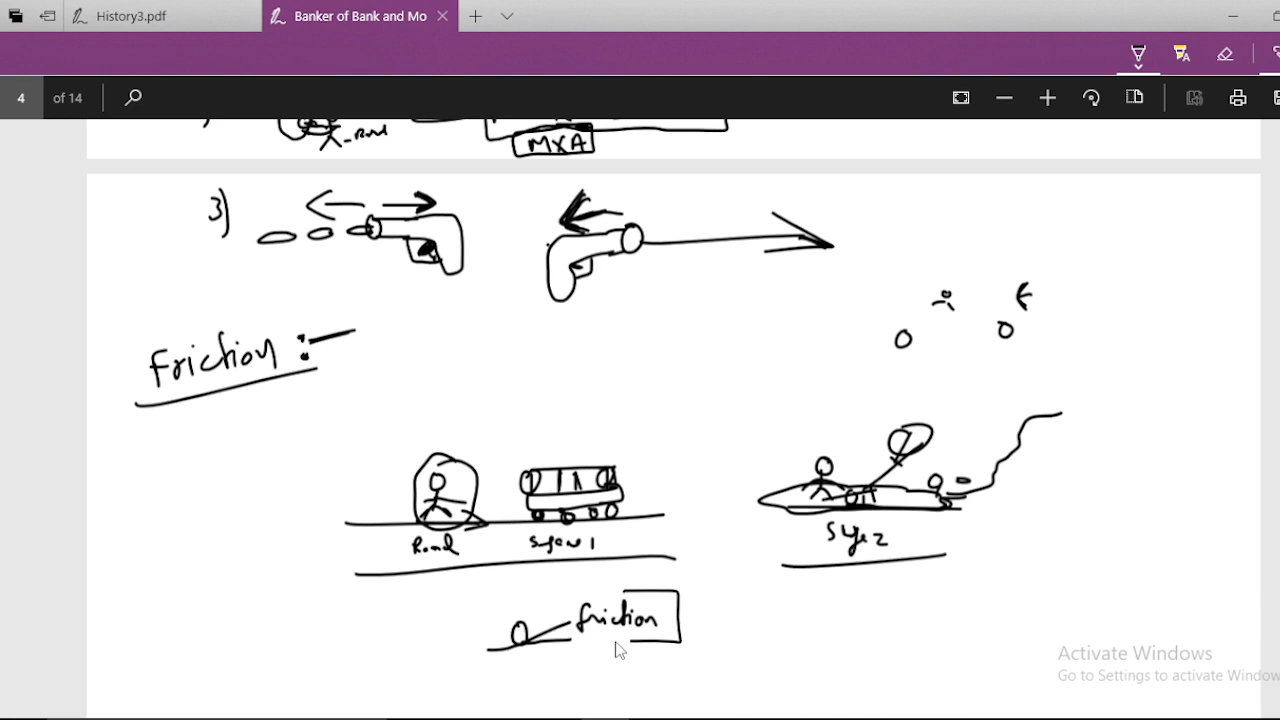 History3.pdf
Banker of Bank and Mo
4 of 14
MXA
3)
Friction :-
Road
friction
Activate Windows
Go to Settings to activate Window